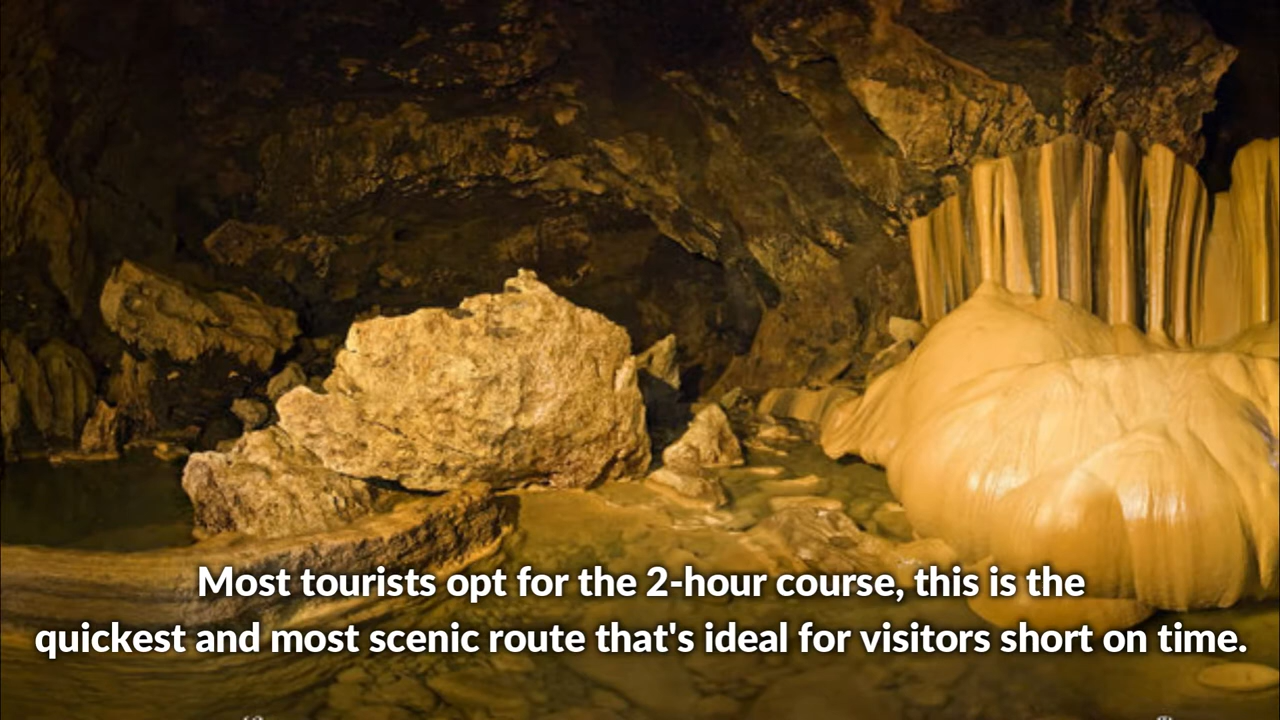 Most tourists opt for the 2-hour course, this is the
quickest and most scenic route that's ideal for visitors short on time.